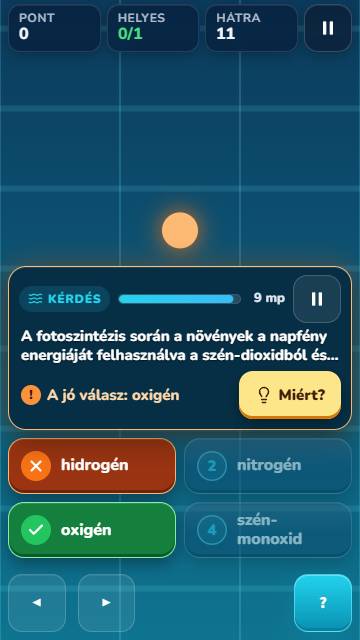 PONT
0
HELYES
0/1
HÁTRA
11
KÉRDÉS
9 mp
A fotoszintézis során a növények a napfény
energiáját felhasználva a szén-dioxidból és...
! A jó válasz: oxigén
Miért?
hidrogén
2 nitrogén
oxigén
4 szén-
monoxid
?